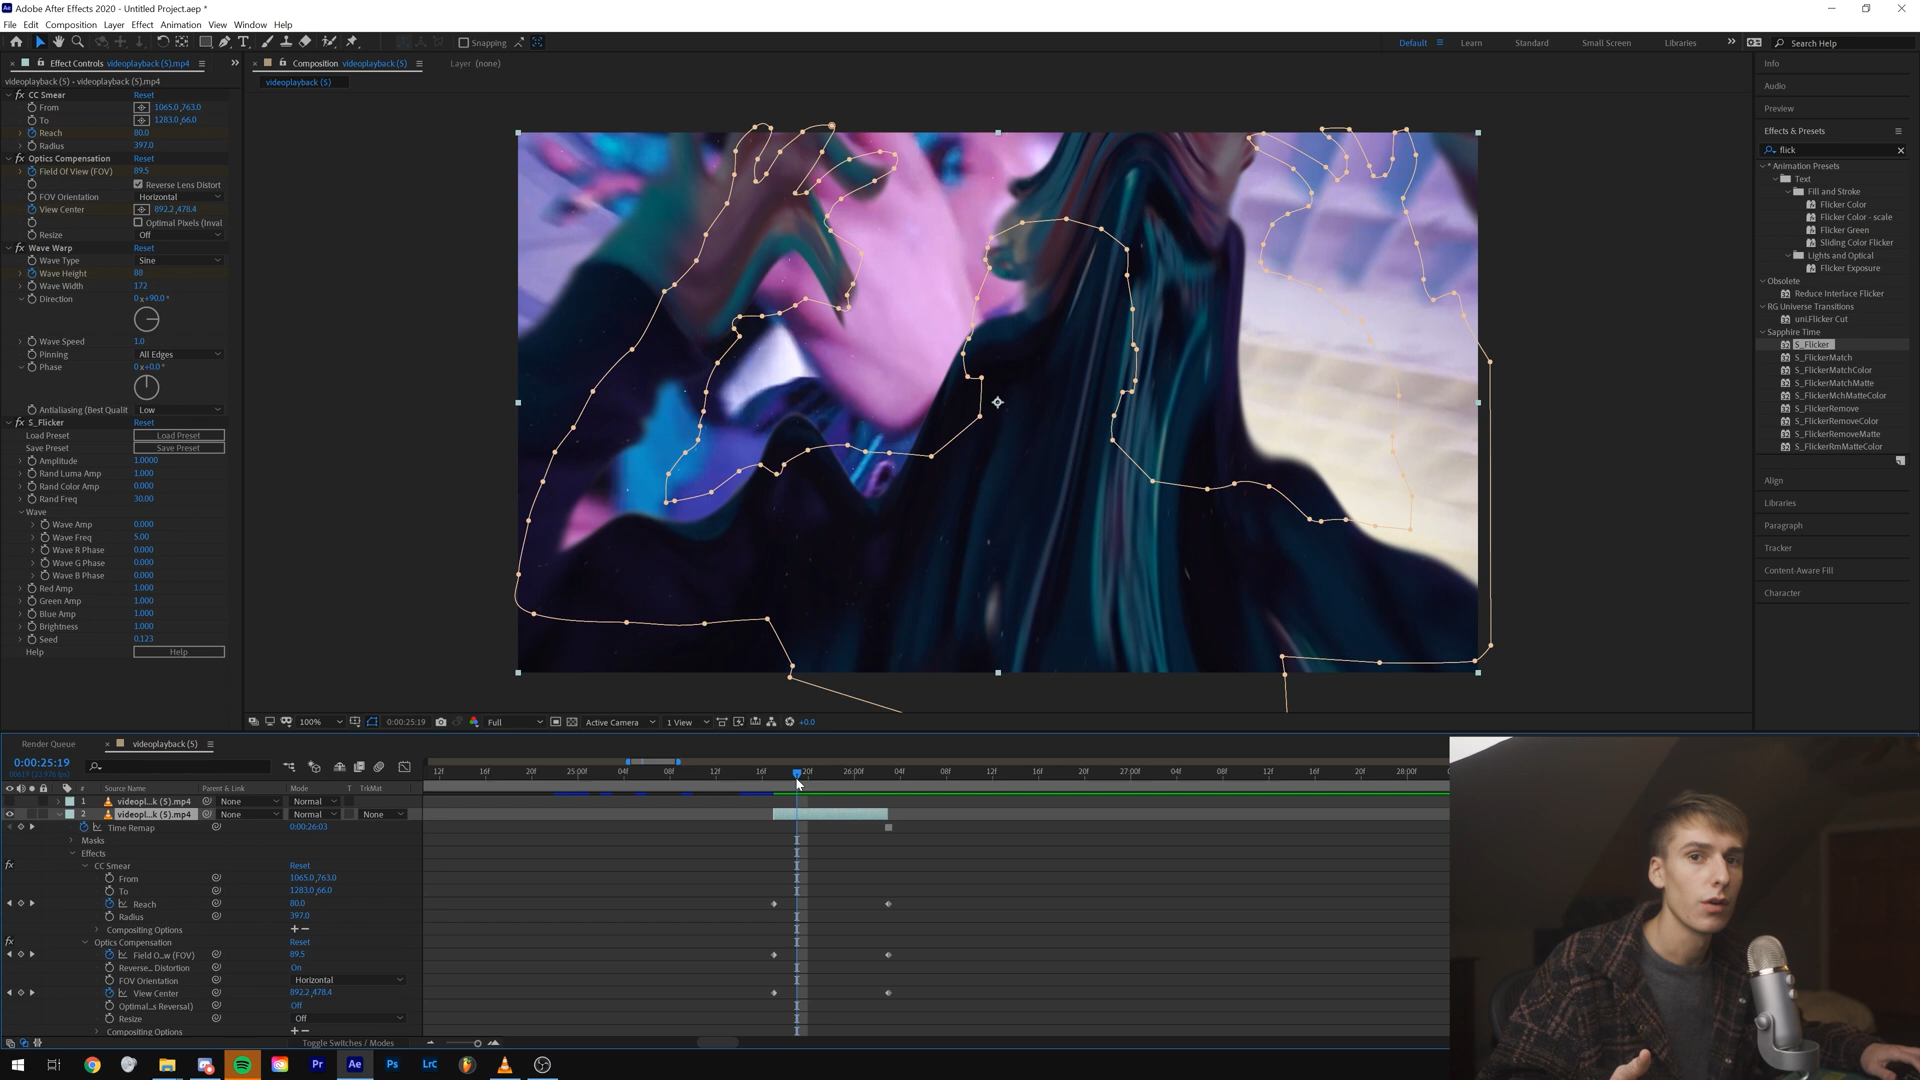 Adobe After Effects 2020 - Untitled Project.aep *
File Edit Composition Layer Effect Animation View Window Help
Snapping
Default Learn Standard Small Screen Libraries Search Help
Effect Controls videoplayback (5).mp4
videoplayback (5) • videoplayback (5).mp4
fx CC Smear Reset
From 1065.0,763.0
To 1283.0,66.0
Reach 80.0
Radius 397.0
fx Optics Compensation Reset
Field Of View (FOV) 89.5
Reverse Lens Distort
FOV Orientation Horizontal
View Center 892.2,478.4
Optimal Pixels (Inval
Resize Off
fx Wave Warp Reset
Wave Type Sine
Wave Height 88
Wave Width 172
Direction 0x+90.0°
Wave Speed 1.0
Pinning All Edges
Phase 0x+0.0°
Antialiasing (Best Qualit Low
fx S_Flicker Reset
Load Preset Load Preset
Save Preset Save Preset
Amplitude 1.0000
Rand Luma Amp 1.000
Rand Color Amp 0.000
Rand Freq 30.00
Wave
Wave Amp 0.000
Wave Freq 5.00
Wave R Phase 0.000
Wave G Phase 0.000
Wave B Phase 0.000
Red Amp 1.000
Green Amp 1.000
Blue Amp 1.000
Brightness 1.000
Seed 0.123
Help Help
Composition videoplayback (5)
Layer (none)
videoplayback (5)
100% 0:00:25:19 Full Active Camera 1 View +0.0
Info
Audio
Preview
Effects & Presets
flick
* Animation Presets
Text
Fill and Stroke
Flicker Color
Flicker Color - scale
Flicker Green
Sliding Color Flicker
Lights and Optical
Flicker Exposure
Obsolete
Reduce Interlace Flicker
RG Universe Transitions
uni.Flicker Cut
Sapphire Time
S_Flicker
S_FlickerMatch
S_FlickerMatchColor
S_FlickerMatchMatte
S_FlickerMchMatteColor
S_FlickerRemove
S_FlickerRemoveColor
S_FlickerRemoveMatte
S_FlickerRmMatteColor
Align
Libraries
Paragraph
Tracker
Content-Aware Fill
Character
Render Queue videoplayback (5)
0:00:25:19
00619 (23.976 fps)
12f 16f 20f 25:00f 04f 08f 12f 16f 20f 26:00f 04f 08f 12f 16f 20f 27:00f 04f 08f 12f 16f 20f 28:00f
# Source Name Parent & Link Mode T TrkMat
1 videopl...k (5).mp4 None Normal
2 videopl...k (5).mp4 None Normal None
Time Remap 0:00:26:03
Masks
Effects
fx CC Smear Reset
From 1065.0,763.0
To 1283.0,66.0
Reach 80.0
Radius 397.0
Compositing Options +−
fx Optics Compensation Reset
Field O...w (FOV) 89.5
Reverse... Distortion On
FOV Orientation Horizontal
View Center 892.2,478.4
Optimal...s Reversal) Off
Resize Off
Compositing Options +−
Toggle Switches / Modes
Pr Ae Ps LrC